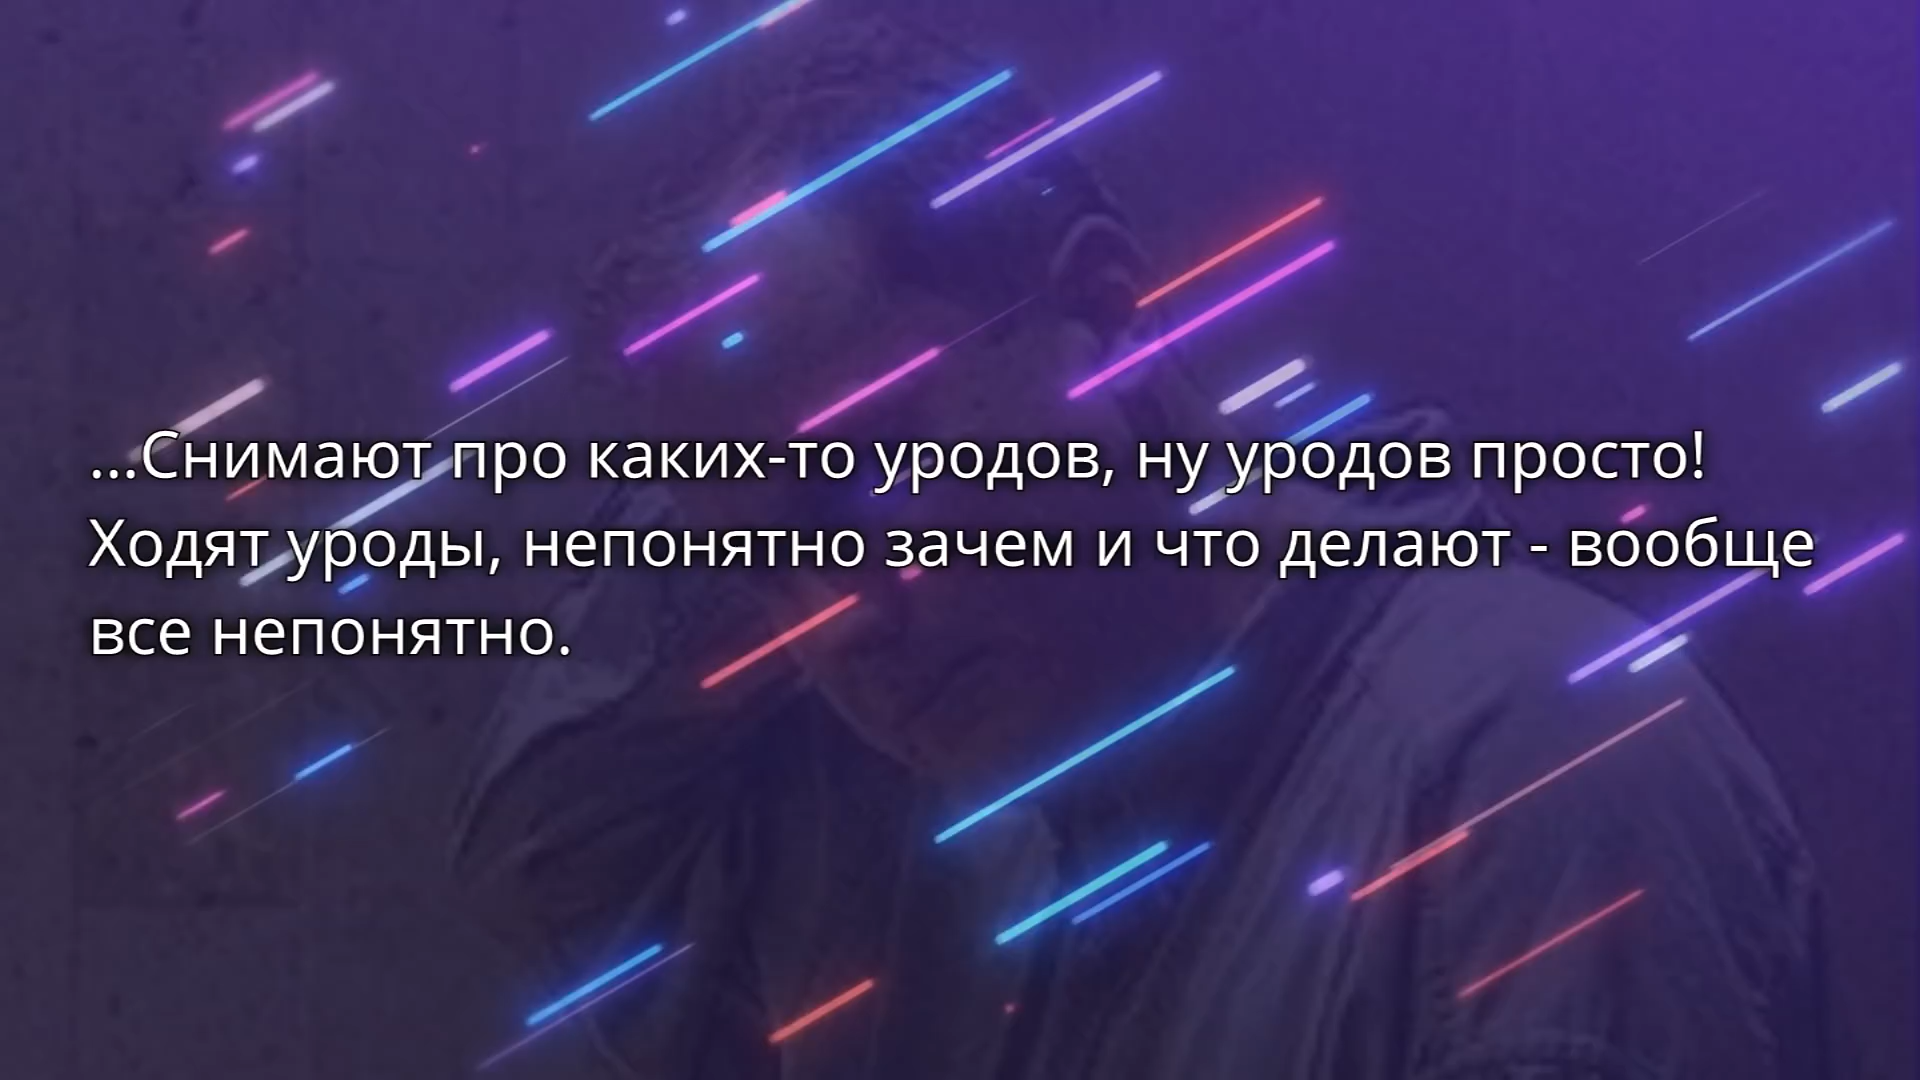 ...Снимают про каких-то уродов, ну уродов просто!
Ходят уроды, непонятно зачем и что делают - вообще
все непонятно.